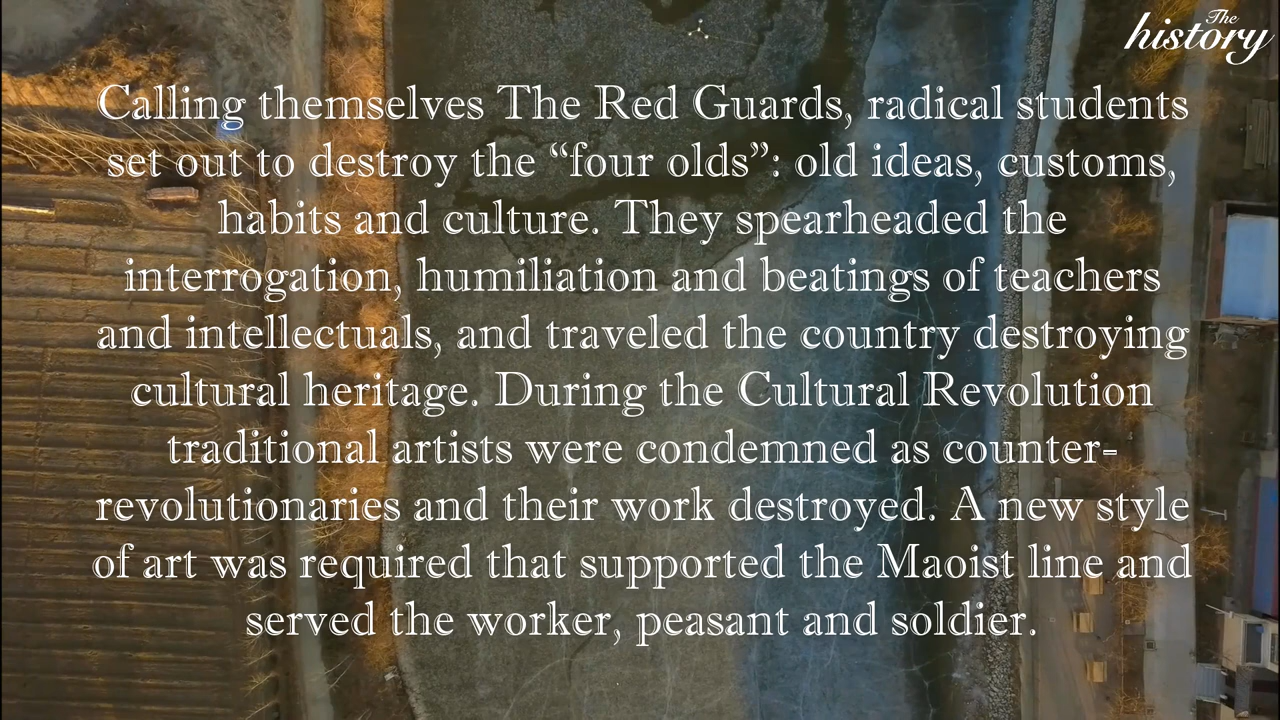 The
history
Calling themselves The Red Guards, radical students
set out to destroy the “four olds”: old ideas, customs,
habits and culture. They spearheaded the
interrogation, humiliation and beatings of teachers
and intellectuals, and traveled the country destroying
cultural heritage. During the Cultural Revolution
traditional artists were condemned as counter-
revolutionaries and their work destroyed. A new style
of art was required that supported the Maoist line and
served the worker, peasant and soldier.